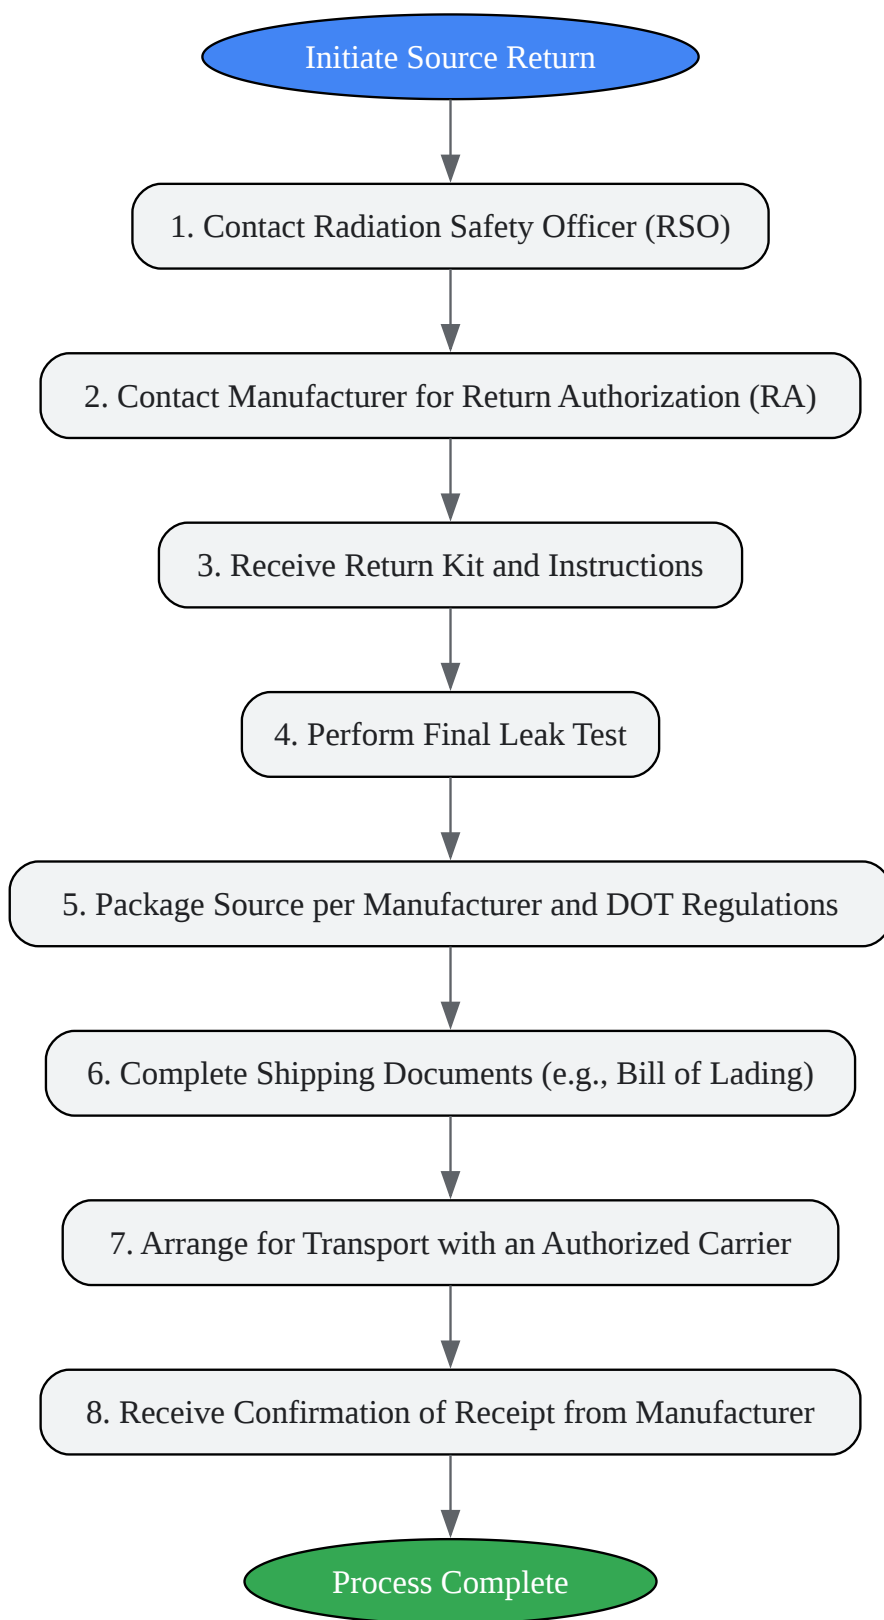 Initiate Source Return
1. Contact Radiation Safety Officer (RSO)
2. Contact Manufacturer for Return Authorization (RA)
3. Receive Return Kit and Instructions
4. Perform Final Leak Test
5. Package Source per Manufacturer and DOT Regulations
6. Complete Shipping Documents (e.g., Bill of Lading)
7. Arrange for Transport with an Authorized Carrier
8. Receive Confirmation of Receipt from Manufacturer
Process Complete